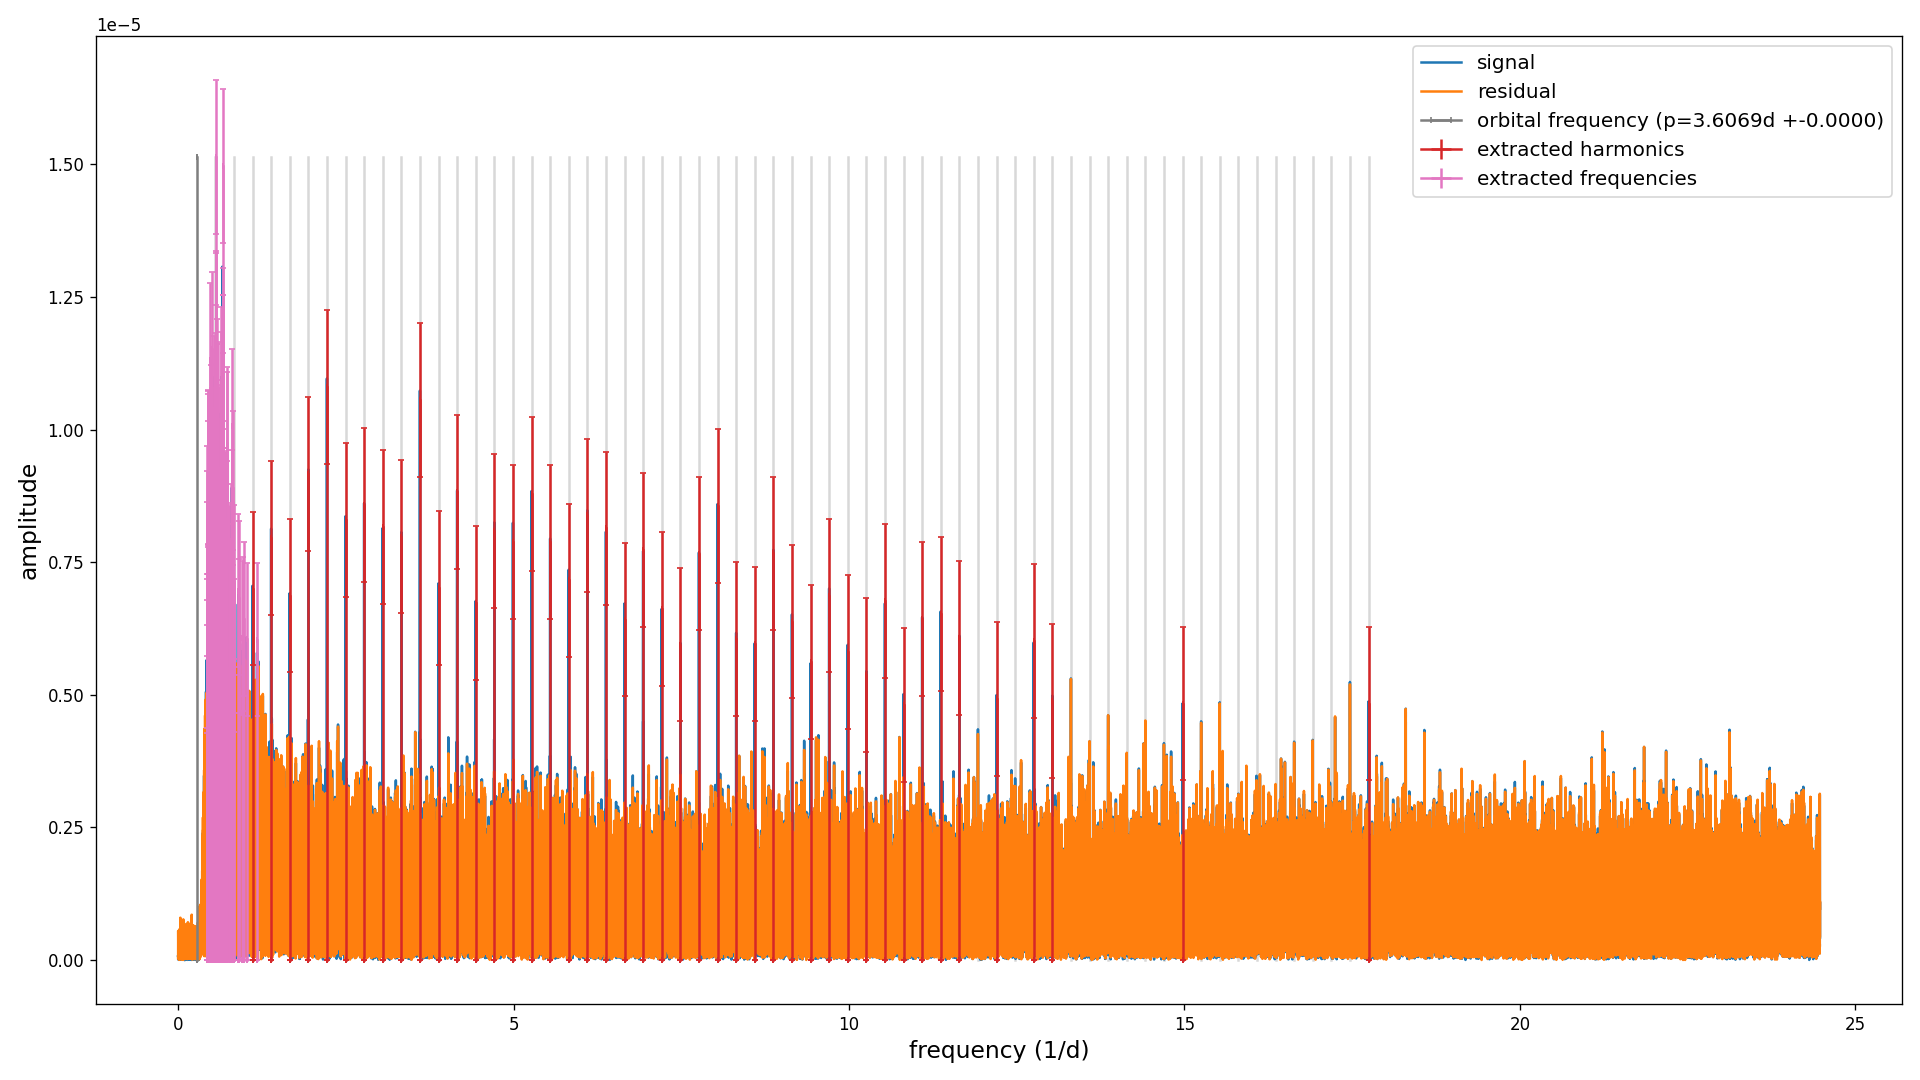 1e−5
signal
residual
orbital frequency (p=3.6069d +-0.0000)
extracted harmonics
extracted frequencies
1.50
1.25
1.00
0.75
0.50
0.25
0.00
amplitude
0
5
10
15
20
25
frequency (1/d)